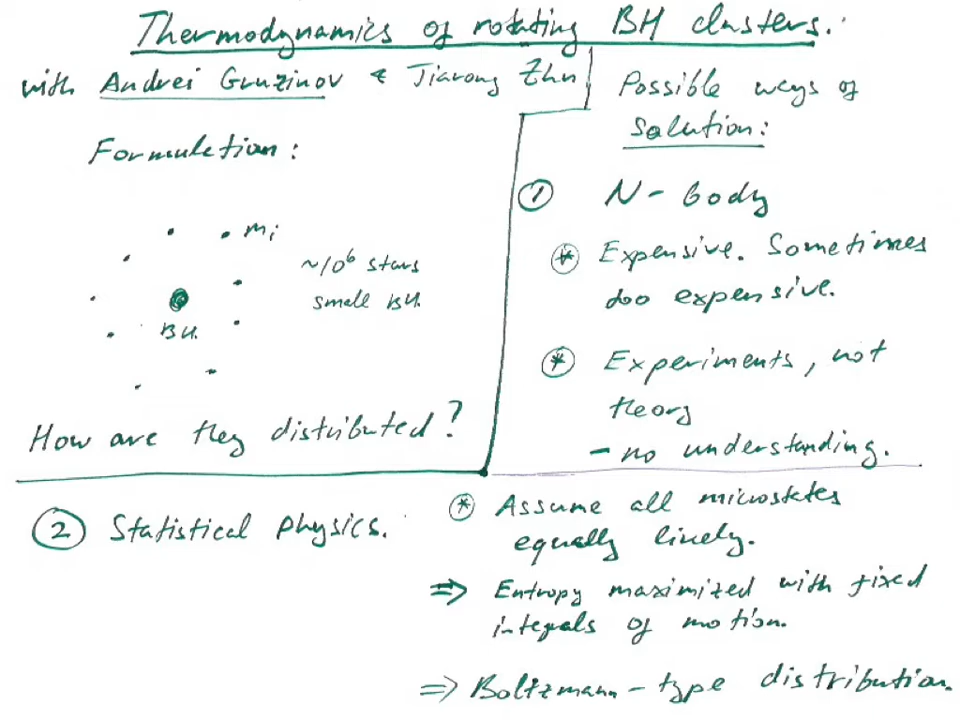 Thermodynamics of rotating BH clusters.
with Andrei Gruzinov & Jiarong Zhu
Formulation:
mi
~10⁶ stars
small BH.
BH.
How are they distributed?
Possible ways of
solution:
① N-body
* Expensive. Sometimes
too expensive.
* Experiments, not
theory
- no understanding.
② Statistical physics.
* Assume all microstates
equally likely.
⇒ Entropy maximized with fixed
integrals of motion.
⇒ Boltzmann-type distribution.